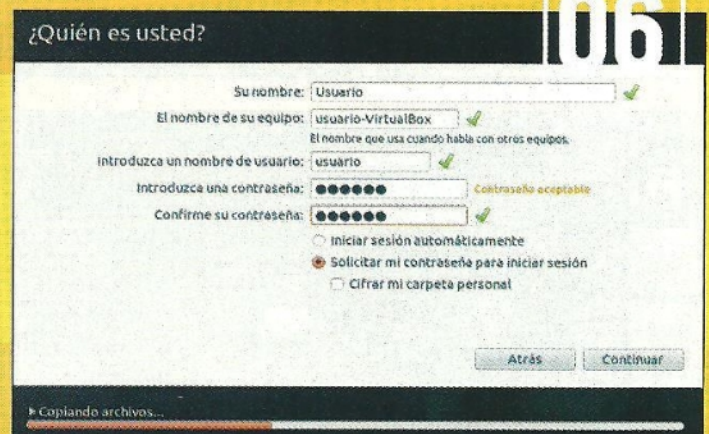 06
¿Quién es usted?
Su nombre: Usuario
El nombre de su equipo: usuario-VirtualBox
El nombre que usa cuando habla con otros equipos.
Introduzca un nombre de usuario: usuario
Introduzca una contraseña: ●●●●●● Contraseña aceptable
Confirme su contraseña: ●●●●●●
Iniciar sesión automáticamente
Solicitar mi contraseña para iniciar sesión
Cifrar mi carpeta personal
Atrás Continuar
Copiando archivos...